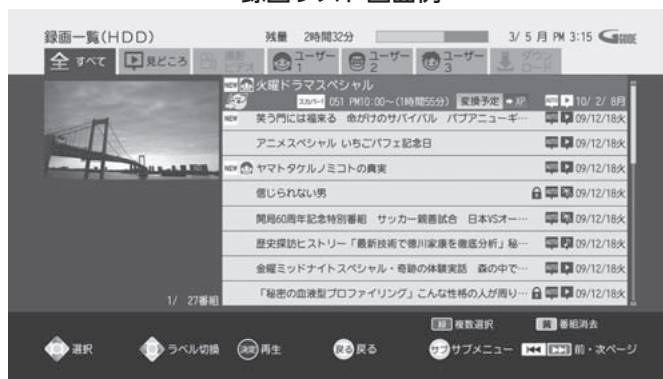 録画一覧(HDD) 残量 2時間32分 3/ 5 月 PM 3:15 GUIDE
全 すべて 見どころ 撮影ビデオ ユーザー1 ユーザー2 ユーザー3 ダウンロード
NEW 火曜ドラマスペシャル
スカパー! 051 PM10:00～(1時間55分) 変換予定 ➡XP 10/ 2/ 8月
NEW 笑う門には福来る 命がけのサバイバル パプアニューギ… 09/12/18火
アニメスペシャル いちごパフェ記念日 09/12/18火
NEW ヤマトタケルノミコトの真実 09/12/18火
信じられない男 09/12/18火
開局60周年記念特別番組 サッカー親善試合 日本VSオー… 09/12/18火
歴史探訪ヒストリー「最新技術で徳川家康を徹底分析」秘… 09/12/18火
金曜ミッドナイトスペシャル・奇跡の体験実話 森の中で… 09/12/18火
「秘密の血液型プロファイリング」こんな性格の人が周り… 09/12/18火
1/ 27番組
緑 複数選択 黄 番組消去
選択 ラベル切換 決定 再生 戻る 戻る サブ サブメニュー 前・次ページ